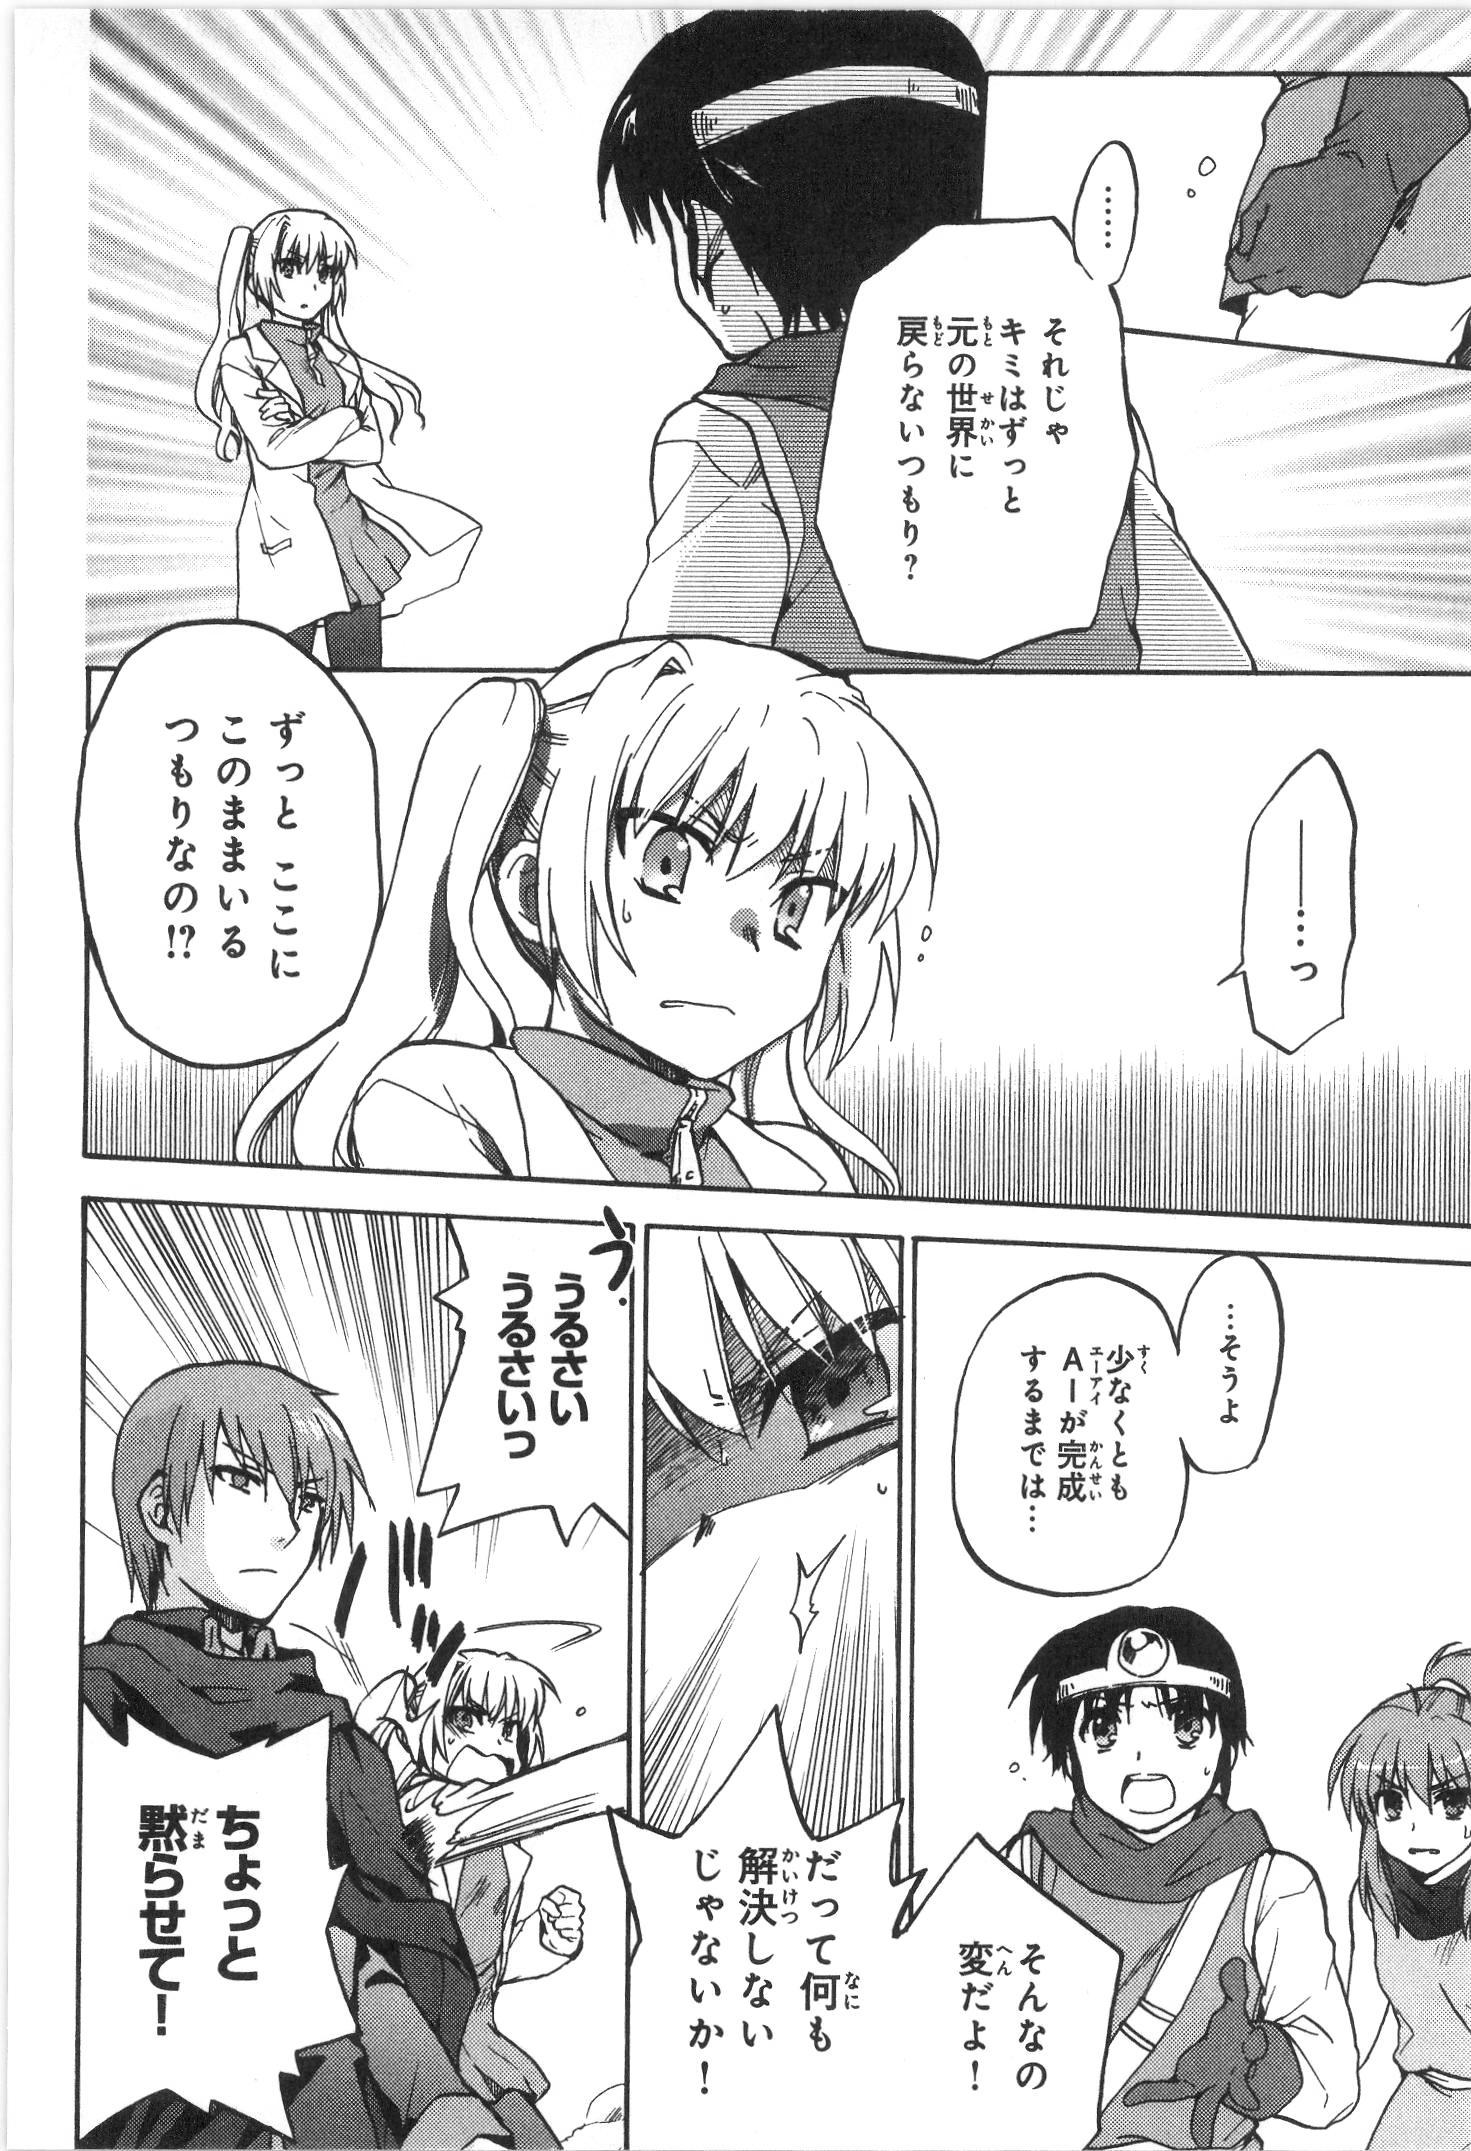 ……
それじゃ
キミはずっと
元の世界に
戻らないつもり？
――……っ
ずっと ここに
このままいる
つもりなの!?
…そうよ
少なくとも
AIが完成
するまでは…
そんなの
変だよ！
だって何も
解決しない
じゃないか！
う、
うるさい
うるさいっ
ちょっと
黙らせて！